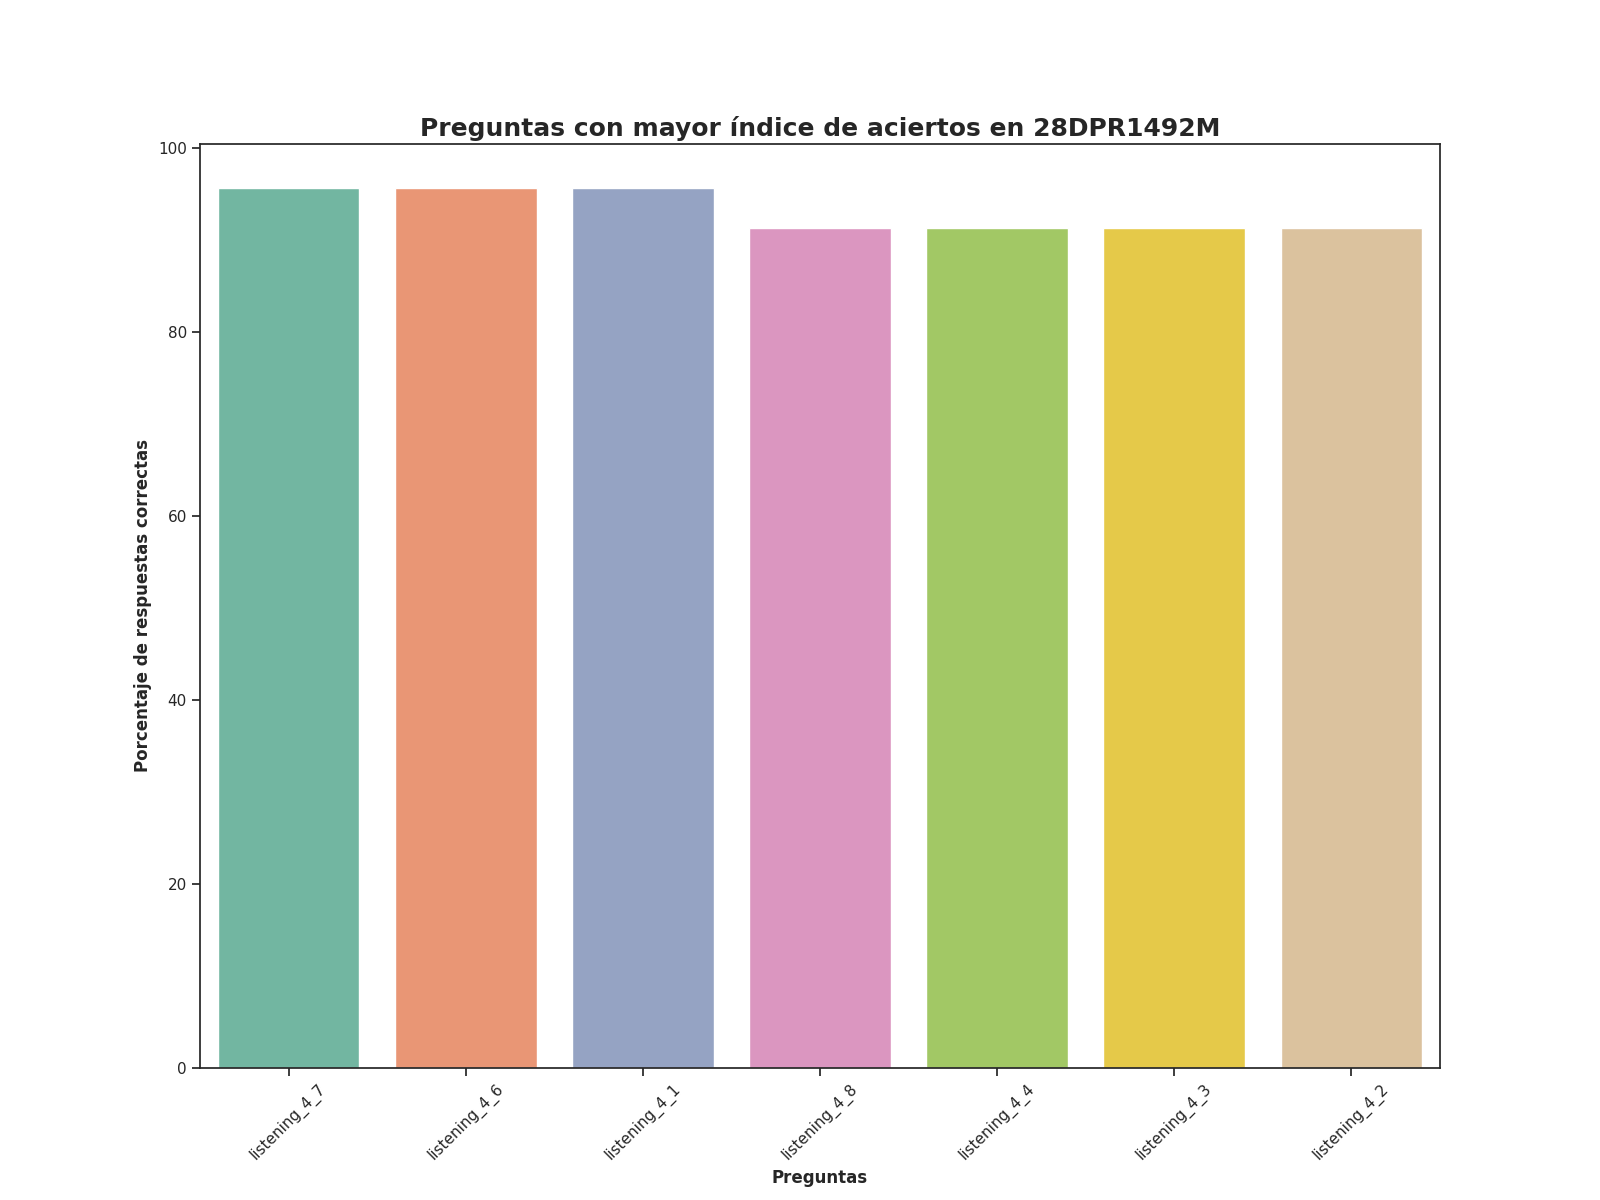 Preguntas con mayor índice de aciertos en 28DPR1492M
Porcentaje de respuestas correctas
100
80
60
40
20
0
listening_4_7
listening_4_6
listening_4_1
listening_4_8
listening_4_4
listening_4_3
listening_4_2
Preguntas